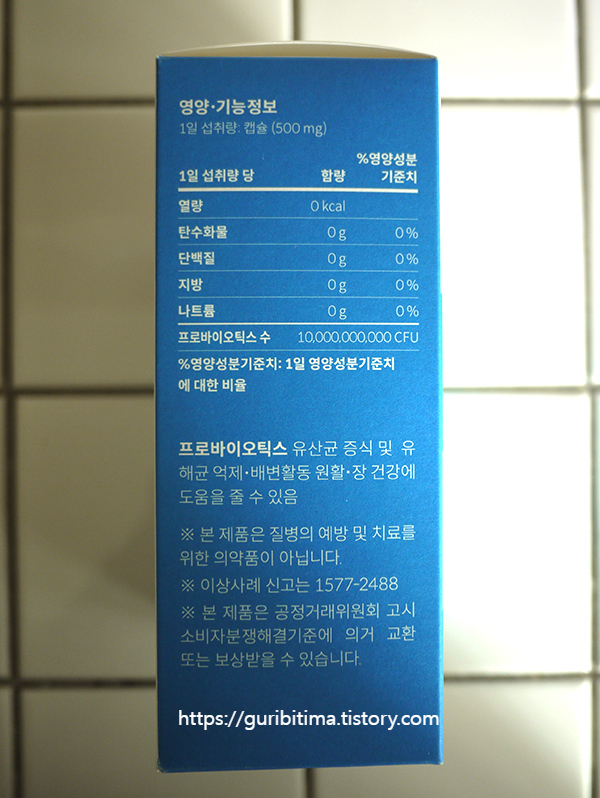 영양·기능정보
1일 섭취량: 캡슐 (500 mg)
%영양성분
1일 섭취량 당 함량 기준치
열량 0 kcal
탄수화물 0 g 0 %
단백질 0 g 0 %
지방 0 g 0 %
나트륨 0 g 0 %
프로바이오틱스 수 10,000,000,000 CFU
%영양성분기준치: 1일 영양성분기준치
에 대한 비율
프로바이오틱스 유산균 증식 및 유
해균 억제·배변활동 원활·장 건강에
도움을 줄 수 있음
※ 본 제품은 질병의 예방 및 치료를
위한 의약품이 아닙니다.
※ 이상사례 신고는 1577-2488
※ 본 제품은 공정거래위원회 고시
소비자분쟁해결기준에 의거 교환
또는 보상받을 수 있습니다.
https://guribitima.tistory.com